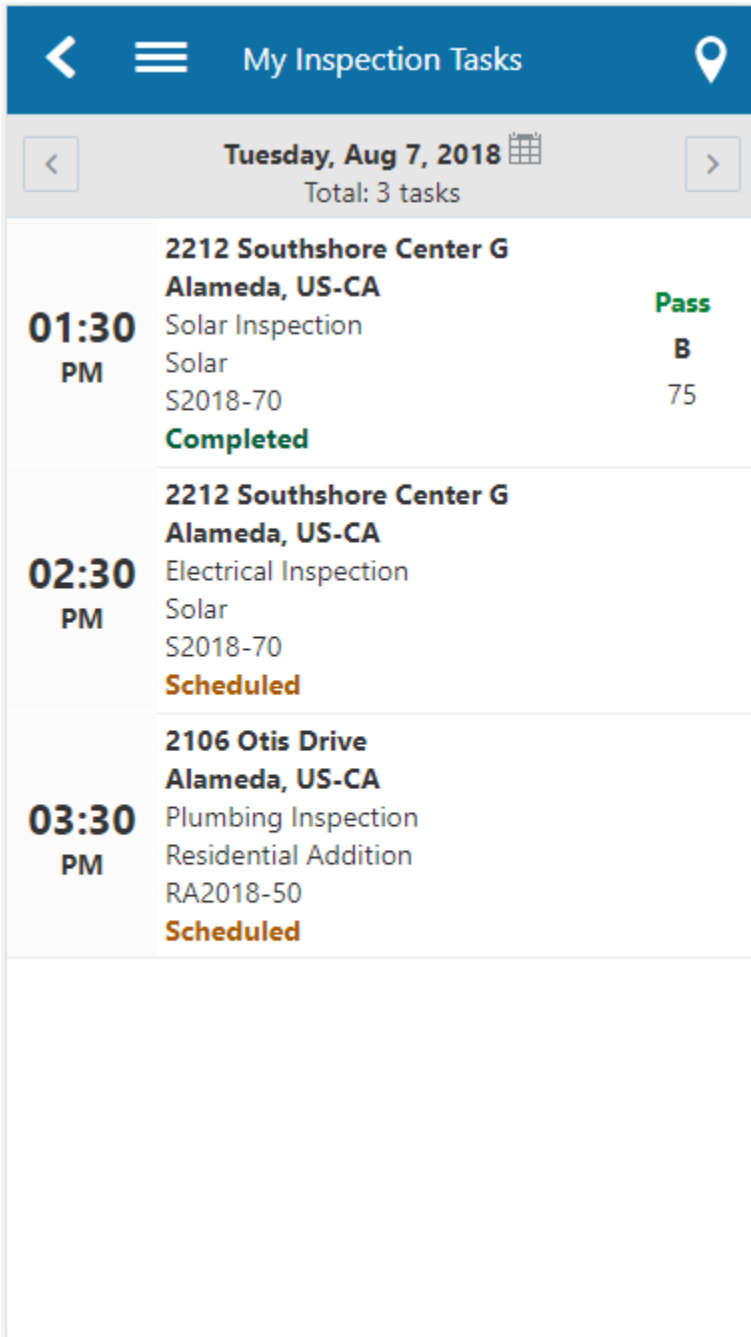 My Inspection Tasks
Tuesday, Aug 7, 2018
Total: 3 tasks
01:30
PM
2212 Southshore Center G
Alameda, US-CA
Solar Inspection
Solar
S2018-70
Completed
Pass
B
75
02:30
PM
2212 Southshore Center G
Alameda, US-CA
Electrical Inspection
Solar
S2018-70
Scheduled
03:30
PM
2106 Otis Drive
Alameda, US-CA
Plumbing Inspection
Residential Addition
RA2018-50
Scheduled